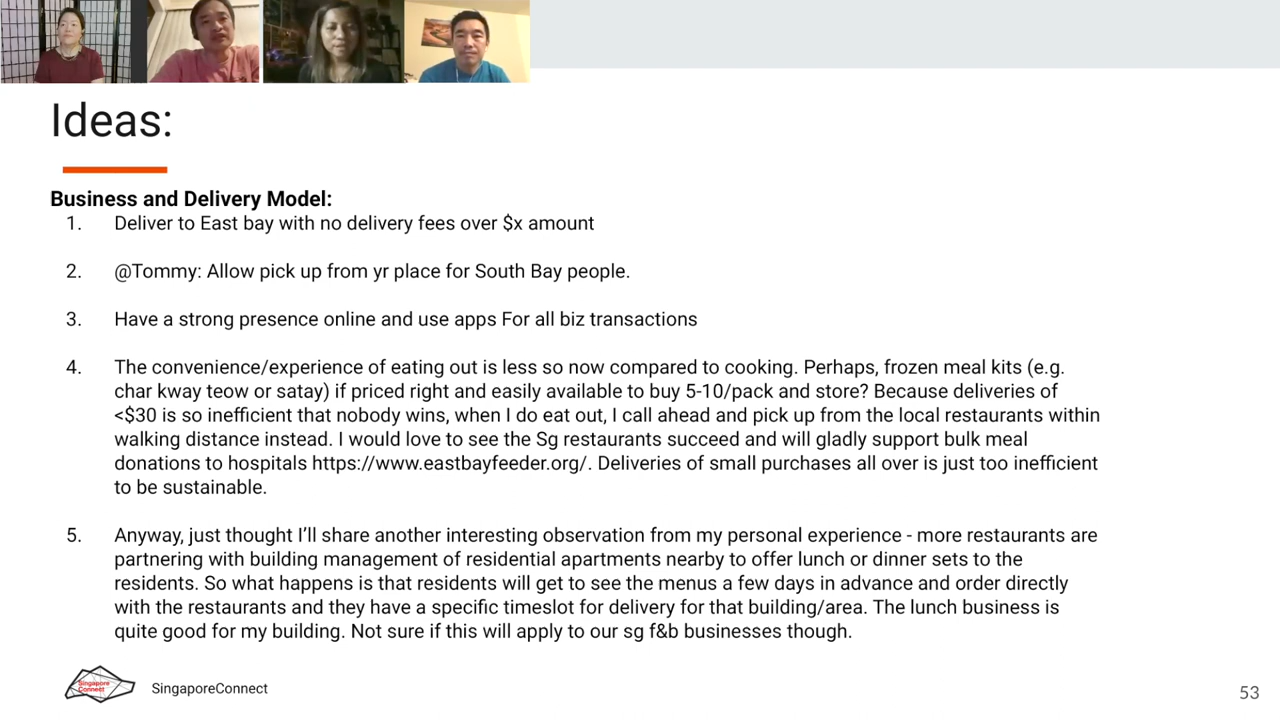 Ideas:
Business and Delivery Model:
1. Deliver to East bay with no delivery fees over $x amount
2. @Tommy: Allow pick up from yr place for South Bay people.
3. Have a strong presence online and use apps For all biz transactions
4. The convenience/experience of eating out is less so now compared to cooking. Perhaps, frozen meal kits (e.g.
char kway teow or satay) if priced right and easily available to buy 5-10/pack and store? Because deliveries of
<$30 is so inefficient that nobody wins, when I do eat out, I call ahead and pick up from the local restaurants within
walking distance instead. I would love to see the Sg restaurants succeed and will gladly support bulk meal
donations to hospitals https://www.eastbayfeeder.org/. Deliveries of small purchases all over is just too inefficient
to be sustainable.
5. Anyway, just thought I'll share another interesting observation from my personal experience - more restaurants are
partnering with building management of residential apartments nearby to offer lunch or dinner sets to the
residents. So what happens is that residents will get to see the menus a few days in advance and order directly
with the restaurants and they have a specific timeslot for delivery for that building/area. The lunch business is
quite good for my building. Not sure if this will apply to our sg f&b businesses though.
Singapore
Connect
SingaporeConnect
53